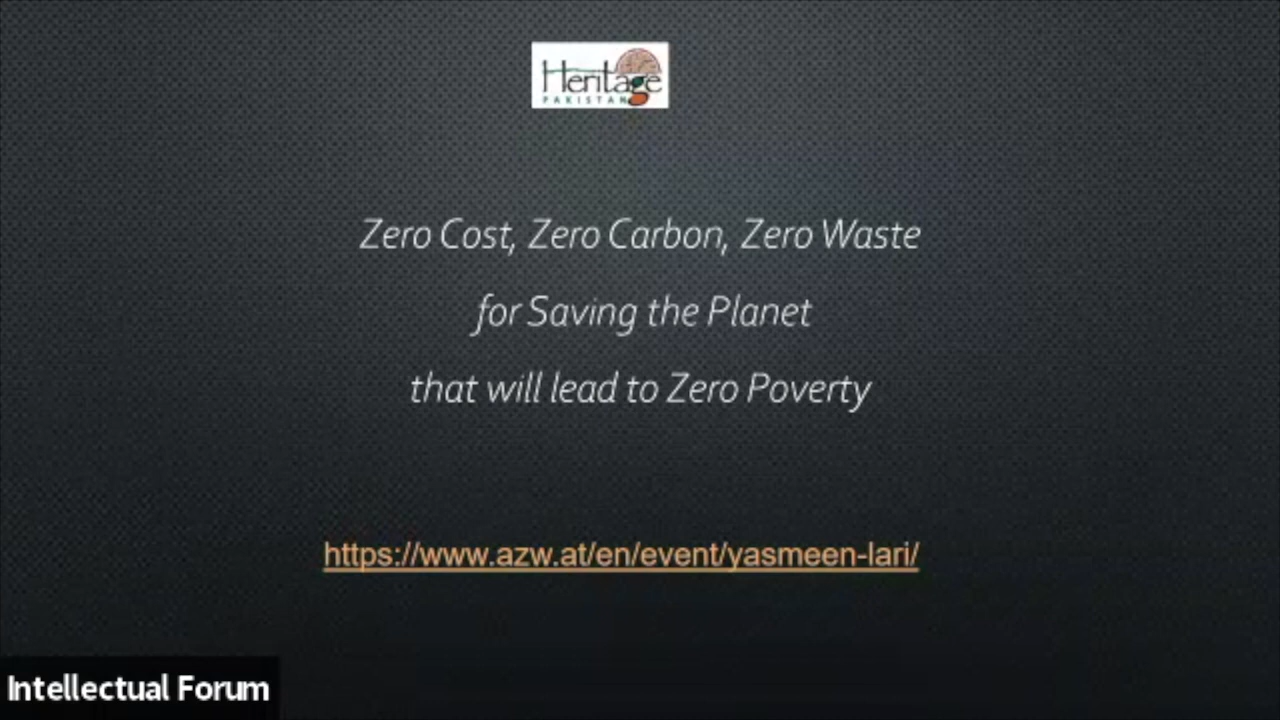 Heritage
PAKISTAN
Zero Cost, Zero Carbon, Zero Waste
for Saving the Planet
that will lead to Zero Poverty
https://www.azw.at/en/event/yasmeen-lari/
Intellectual Forum